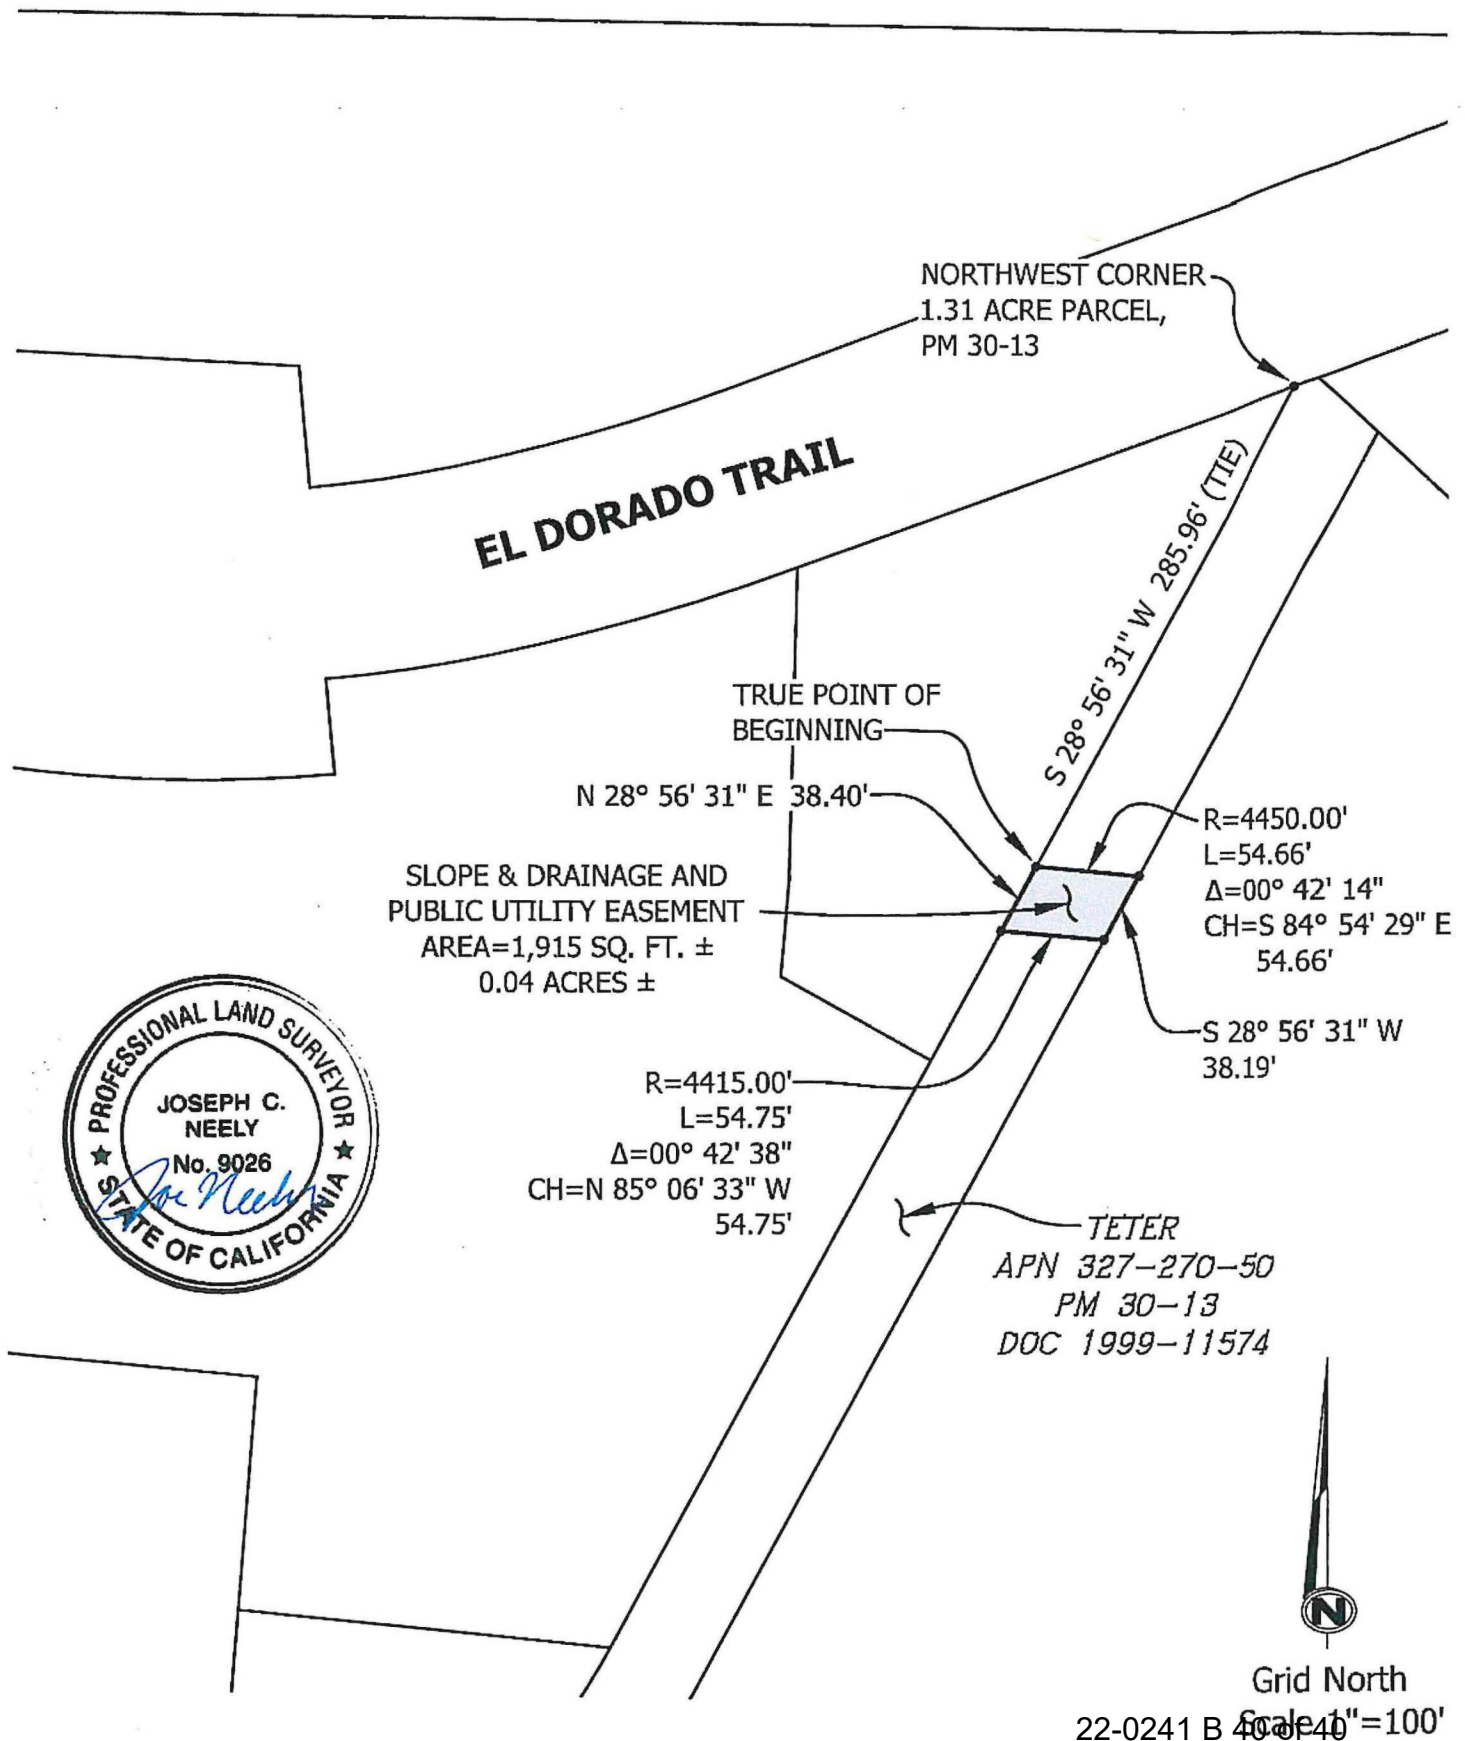 NORTHWEST CORNER
1.31 ACRE PARCEL,
PM 30-13
EL DORADO TRAIL
S 28° 56' 31" W 285.96' (TIE)
TRUE POINT OF
BEGINNING
N 28° 56' 31" E 38.40'
R=4450.00'
L=54.66'
Δ=00° 42' 14"
CH=S 84° 54' 29" E
54.66'
SLOPE & DRAINAGE AND
PUBLIC UTILITY EASEMENT
AREA=1,915 SQ. FT. ±
0.04 ACRES ±
S 28° 56' 31" W
38.19'
PROFESSIONAL LAND SURVEYOR
JOSEPH C.
NEELY
No. 9026
Joe Neely
STATE OF CALIFORNIA
R=4415.00'
L=54.75'
Δ=00° 42' 38"
CH=N 85° 06' 33" W
54.75'
TETER
APN 327-270-50
PM 30-13
DOC 1999-11574
N
Grid North
Scale 1"=100'
22-0241 B 40 of 40